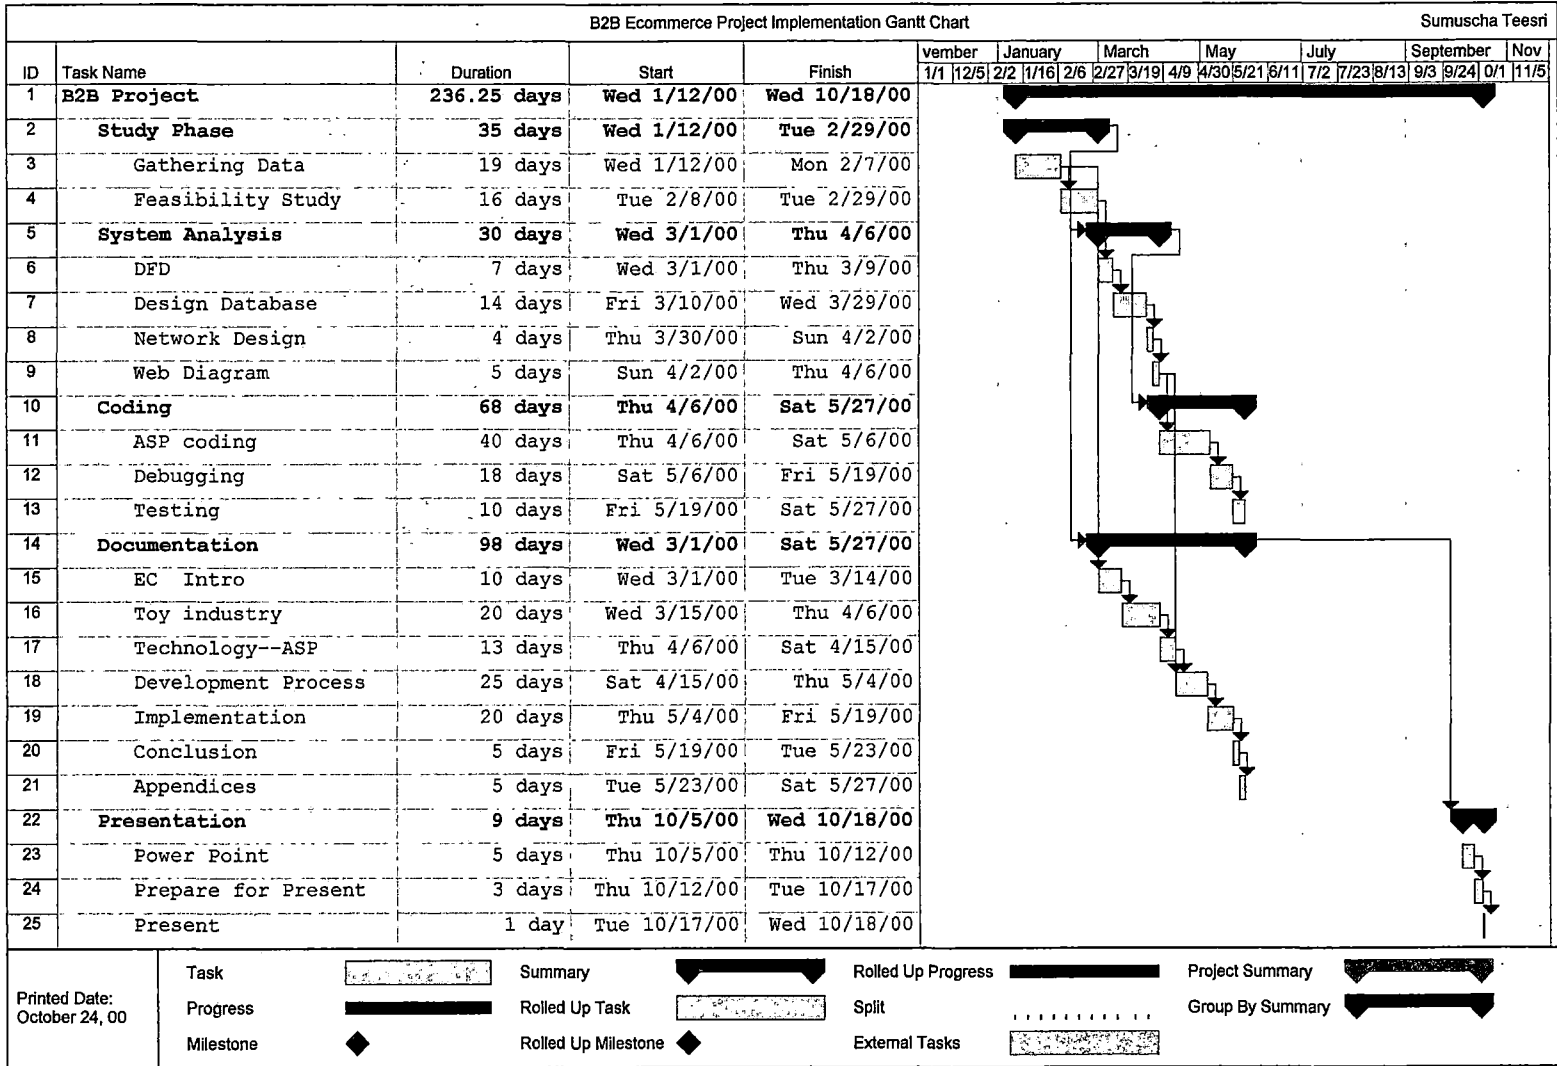 B2B Ecommerce Project Implementation Gantt Chart Sumuscha Teesri
vember January March May July September Nov
ID Task Name Duration Start Finish 1/1 12/5 2/2 1/16 2/6 2/27 3/19 4/9 4/30 5/21 6/11 7/2 7/23 8/13 9/3 9/24 0/1 11/5
1 B2B Project 236.25 days Wed 1/12/00 Wed 10/18/00
2 Study Phase 35 days Wed 1/12/00 Tue 2/29/00
3 Gathering Data 19 days Wed 1/12/00 Mon 2/7/00
4 Feasibility Study 16 days Tue 2/8/00 Tue 2/29/00
5 System Analysis 30 days Wed 3/1/00 Thu 4/6/00
6 DFD 7 days Wed 3/1/00 Thu 3/9/00
7 Design Database 14 days Fri 3/10/00 Wed 3/29/00
8 Network Design 4 days Thu 3/30/00 Sun 4/2/00
9 Web Diagram 5 days Sun 4/2/00 Thu 4/6/00
10 Coding 68 days Thu 4/6/00 Sat 5/27/00
11 ASP coding 40 days Thu 4/6/00 Sat 5/6/00
12 Debugging 18 days Sat 5/6/00 Fri 5/19/00
13 Testing 10 days Fri 5/19/00 Sat 5/27/00
14 Documentation 98 days Wed 3/1/00 Sat 5/27/00
15 EC Intro 10 days Wed 3/1/00 Tue 3/14/00
16 Toy industry 20 days Wed 3/15/00 Thu 4/6/00
17 Technology--ASP 13 days Thu 4/6/00 Sat 4/15/00
18 Development Process 25 days Sat 4/15/00 Thu 5/4/00
19 Implementation 20 days Thu 5/4/00 Fri 5/19/00
20 Conclusion 5 days Fri 5/19/00 Tue 5/23/00
21 Appendices 5 days Tue 5/23/00 Sat 5/27/00
22 Presentation 9 days Thu 10/5/00 Wed 10/18/00
23 Power Point 5 days Thu 10/5/00 Thu 10/12/00
24 Prepare for Present 3 days Thu 10/12/00 Tue 10/17/00
25 Present 1 day Tue 10/17/00 Wed 10/18/00
Printed Date:
October 24, 00
Task Summary Rolled Up Progress Project Summary
Progress Rolled Up Task Split Group By Summary
Milestone Rolled Up Milestone External Tasks